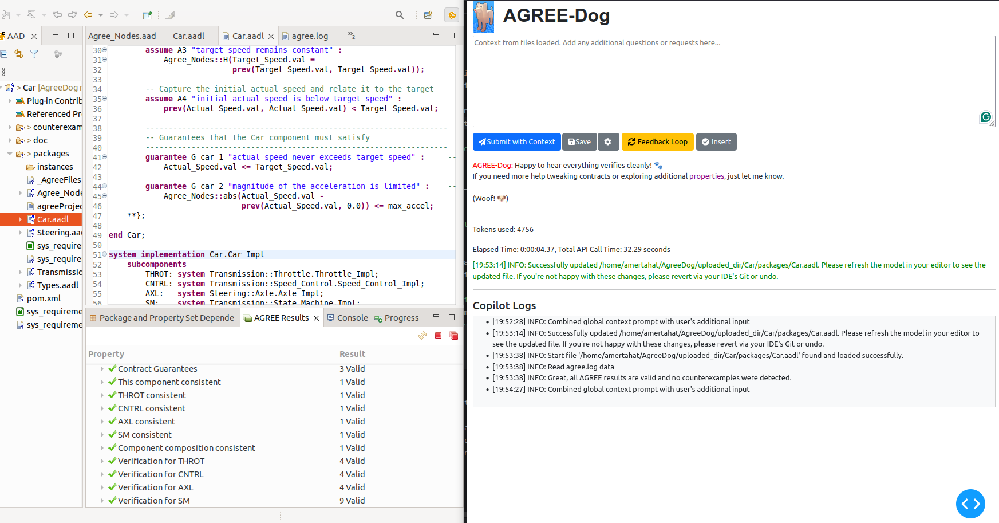 AAD
> Car [AgreeDog r
Plug-in Contrib
Referenced Pr
> counterexam
> doc
> packages
instances
_AgreeFiles
Agree_Node
agreeProjec
Car.aadl
Steering.aad
sys_require
sys_require
Transmissio
Types.aadl
pom.xml
sys_requireme
sys_requireme
Agree_Nodes.aad
Car.aadl
Car.aadl
agree.log
»2
30 assume A3 "target speed remains constant" :
31 Agree_Nodes::H(Target_Speed.val =
32 prev(Target_Speed.val, Target_Speed.val));
33
34 -- Capture the initial actual speed and relate it to the target
35 assume A4 "initial actual speed is below target speed" :
36 prev(Actual_Speed.val, Actual_Speed.val) < Target_Speed.val;
37
38 ------------------------------------------------------------------
39 -- Guarantees that the Car component must satisfy
40 ------------------------------------------------------------------
41 guarantee G_car_1 "actual speed never exceeds target speed" : --
42 Actual_Speed.val <= Target_Speed.val;
43
44 guarantee G_car_2 "magnitude of the acceleration is limited" : --
45 Agree_Nodes::abs(Actual_Speed.val -
46 prev(Actual_Speed.val, 0.0)) <= max_accel;
47 **};
48
49 end Car;
50
51 system implementation Car.Car_Impl
52 subcomponents
53 THROT: system Transmission::Throttle.Throttle_Impl;
54 CNTRL: system Transmission::Speed_Control.Speed_Control_Impl;
55 AXL: system Steering::Axle.Axle_Impl;
56 SM: system Transmission::State_Machine_Impl;
Package and Property Set Depende
AGREE Results
Console
Progress
Property Result
Contract Guarantees 3 Valid
This component consistent 1 Valid
THROT consistent 1 Valid
CNTRL consistent 1 Valid
AXL consistent 1 Valid
SM consistent 1 Valid
Component composition consistent 1 Valid
Verification for THROT 4 Valid
Verification for CNTRL 4 Valid
Verification for AXL 4 Valid
Verification for SM 9 Valid
AGREE-Dog
Context from files loaded. Add any additional questions or requests here...
Submit with Context
Save
Feedback Loop
Insert
AGREE-Dog: Happy to hear everything verifies cleanly! 🐾
If you need more help tweaking contracts or exploring additional properties, just let me know.
(Woof! 🐶)
Tokens used: 4756
Elapsed Time: 0:00:04.37, Total API Call Time: 32.29 seconds
[19:53:14] INFO: Successfully updated /home/amertahat/AgreeDog/uploaded_dir/Car/packages/Car.aadl. Please refresh the model in your editor to see the
updated file. If you're not happy with these changes, please revert via your IDE's Git or undo.
Copilot Logs
• [19:52:28] INFO: Combined global context prompt with user's additional input
• [19:53:14] INFO: Successfully updated /home/amertahat/AgreeDog/uploaded_dir/Car/packages/Car.aadl. Please refresh the model in your editor to
see the updated file. If you're not happy with these changes, please revert via your IDE's Git or undo.
• [19:53:38] INFO: Start file '/home/amertahat/AgreeDog/uploaded_dir/Car/packages/Car.aadl' found and loaded successfully.
• [19:53:38] INFO: Read agree.log data
• [19:53:38] INFO: Great, all AGREE results are valid and no counterexamples were detected.
• [19:54:27] INFO: Combined global context prompt with user's additional input